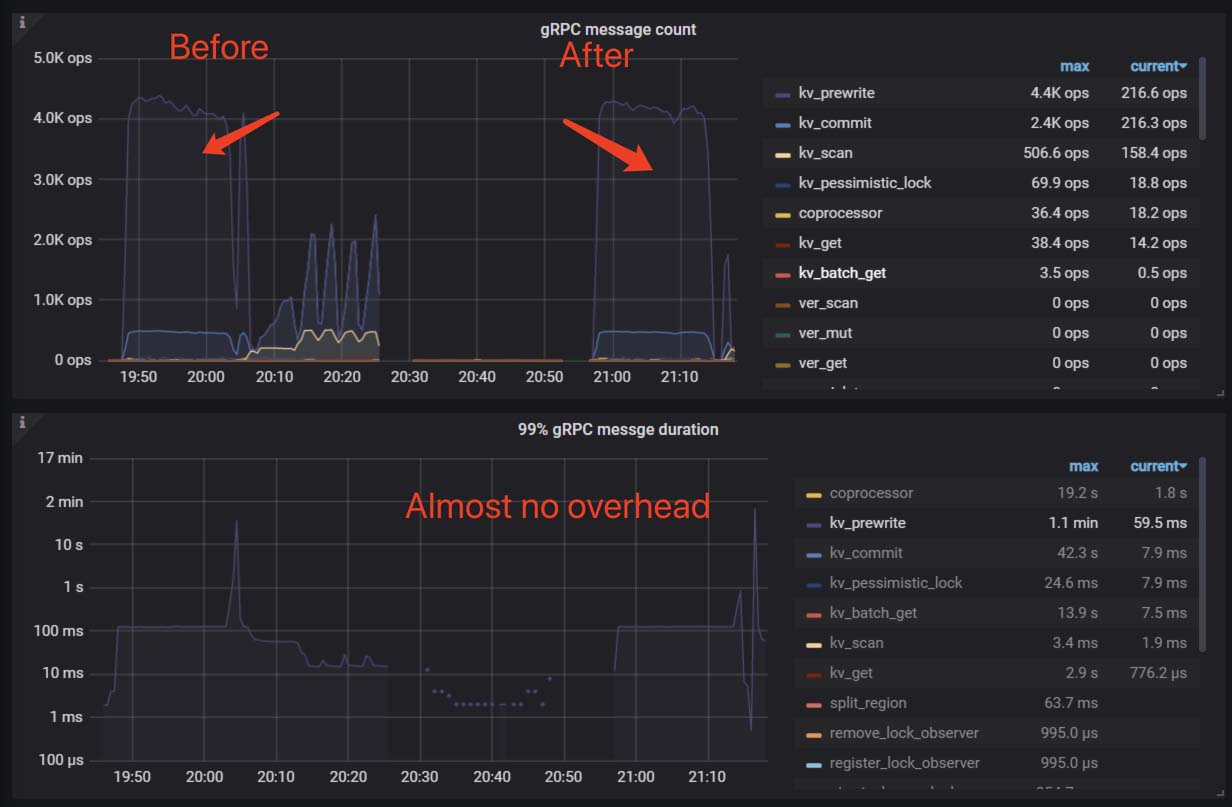 i
gRPC message count
Before
After
5.0K ops
4.0K ops
3.0K ops
2.0K ops
1.0K ops
0 ops
19:50 20:00 20:10 20:20 20:30 20:40 20:50 21:00 21:10
max current
kv_prewrite 4.4K ops 216.6 ops
kv_commit 2.4K ops 216.3 ops
kv_scan 506.6 ops 158.4 ops
kv_pessimistic_lock 69.9 ops 18.8 ops
coprocessor 36.4 ops 18.2 ops
kv_get 38.4 ops 14.2 ops
kv_batch_get 3.5 ops 0.5 ops
ver_scan 0 ops 0 ops
ver_mut 0 ops 0 ops
ver_get 0 ops 0 ops
i
99% gRPC messge duration
Almost no overhead
17 min
2 min
10 s
1 s
100 ms
10 ms
1 ms
100 µs
19:50 20:00 20:10 20:20 20:30 20:40 20:50 21:00 21:10
max current
coprocessor 19.2 s 1.8 s
kv_prewrite 1.1 min 59.5 ms
kv_commit 42.3 s 7.9 ms
kv_pessimistic_lock 24.6 ms 7.9 ms
kv_batch_get 13.9 s 7.5 ms
kv_scan 3.4 ms 1.9 ms
kv_get 2.9 s 776.2 µs
split_region 63.7 ms
remove_lock_observer 995.0 µs
register_lock_observer 995.0 µs